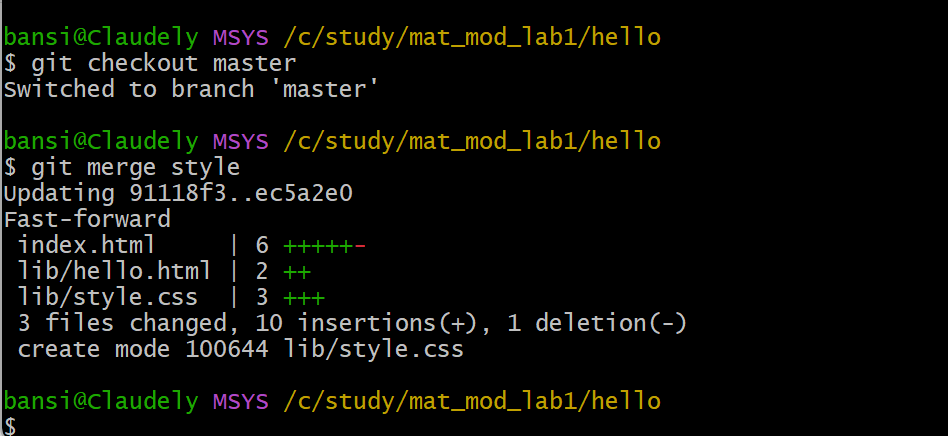 bansi@Claudely MSYS /c/study/mat_mod_lab1/hello
$ git checkout master
Switched to branch 'master'
bansi@Claudely MSYS /c/study/mat_mod_lab1/hello
$ git merge style
Updating 91118f3..ec5a2e0
Fast-forward
 index.html     | 6 +++++-
 lib/hello.html | 2 ++
 lib/style.css  | 3 +++
 3 files changed, 10 insertions(+), 1 deletion(-)
 create mode 100644 lib/style.css
bansi@Claudely MSYS /c/study/mat_mod_lab1/hello
$